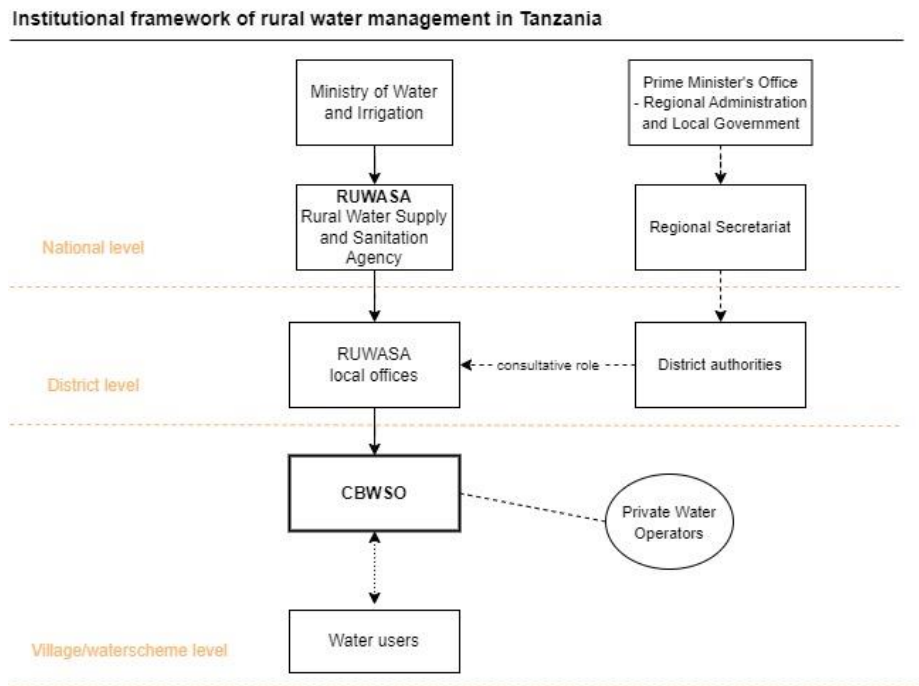 Institutional framework of rural water management in Tanzania
Ministry of Water
and Irrigation
Prime Minister's Office
- Regional Administration
and Local Government
RUWASA
Rural Water Supply
and Sanitation
Agency
Regional Secretariat
National level
RUWASA
local offices
consultative role
District authorities
District level
CBWSO
Private Water
Operators
Water users
Village/waterscheme level